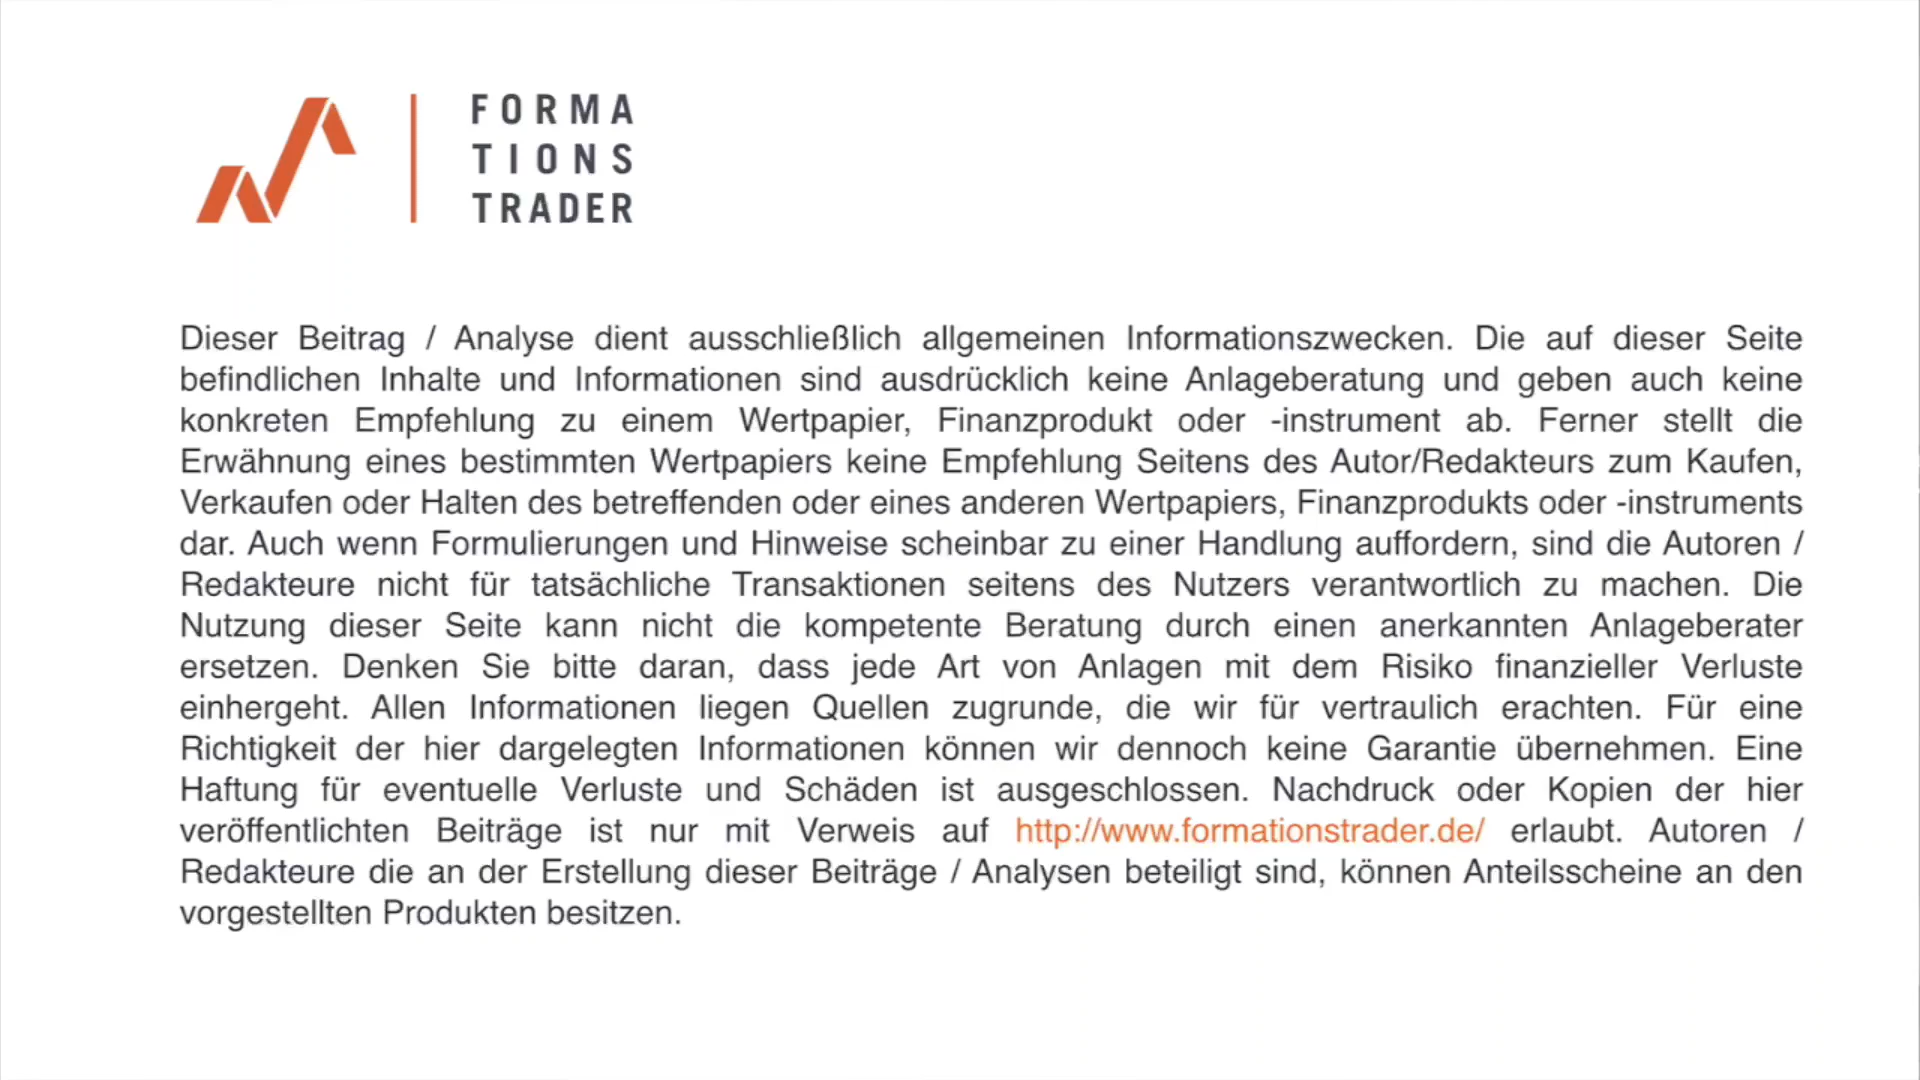 FORMA
TIONS
TRADER
Dieser Beitrag / Analyse dient ausschließlich allgemeinen Informationszwecken. Die auf dieser Seite
befindlichen Inhalte und Informationen sind ausdrücklich keine Anlageberatung und geben auch keine
konkreten Empfehlung zu einem Wertpapier, Finanzprodukt oder -instrument ab. Ferner stellt die
Erwähnung eines bestimmten Wertpapiers keine Empfehlung Seitens des Autor/Redakteurs zum Kaufen,
Verkaufen oder Halten des betreffenden oder eines anderen Wertpapiers, Finanzprodukts oder -instruments
dar. Auch wenn Formulierungen und Hinweise scheinbar zu einer Handlung auffordern, sind die Autoren /
Redakteure nicht für tatsächliche Transaktionen seitens des Nutzers verantwortlich zu machen. Die
Nutzung dieser Seite kann nicht die kompetente Beratung durch einen anerkannten Anlageberater
ersetzen. Denken Sie bitte daran, dass jede Art von Anlagen mit dem Risiko finanzieller Verluste
einhergeht. Allen Informationen liegen Quellen zugrunde, die wir für vertraulich erachten. Für eine
Richtigkeit der hier dargelegten Informationen können wir dennoch keine Garantie übernehmen. Eine
Haftung für eventuelle Verluste und Schäden ist ausgeschlossen. Nachdruck oder Kopien der hier
veröffentlichten Beiträge ist nur mit Verweis auf http://www.formationstrader.de/ erlaubt. Autoren /
Redakteure die an der Erstellung dieser Beiträge / Analysen beteiligt sind, können Anteilsscheine an den
vorgestellten Produkten besitzen.